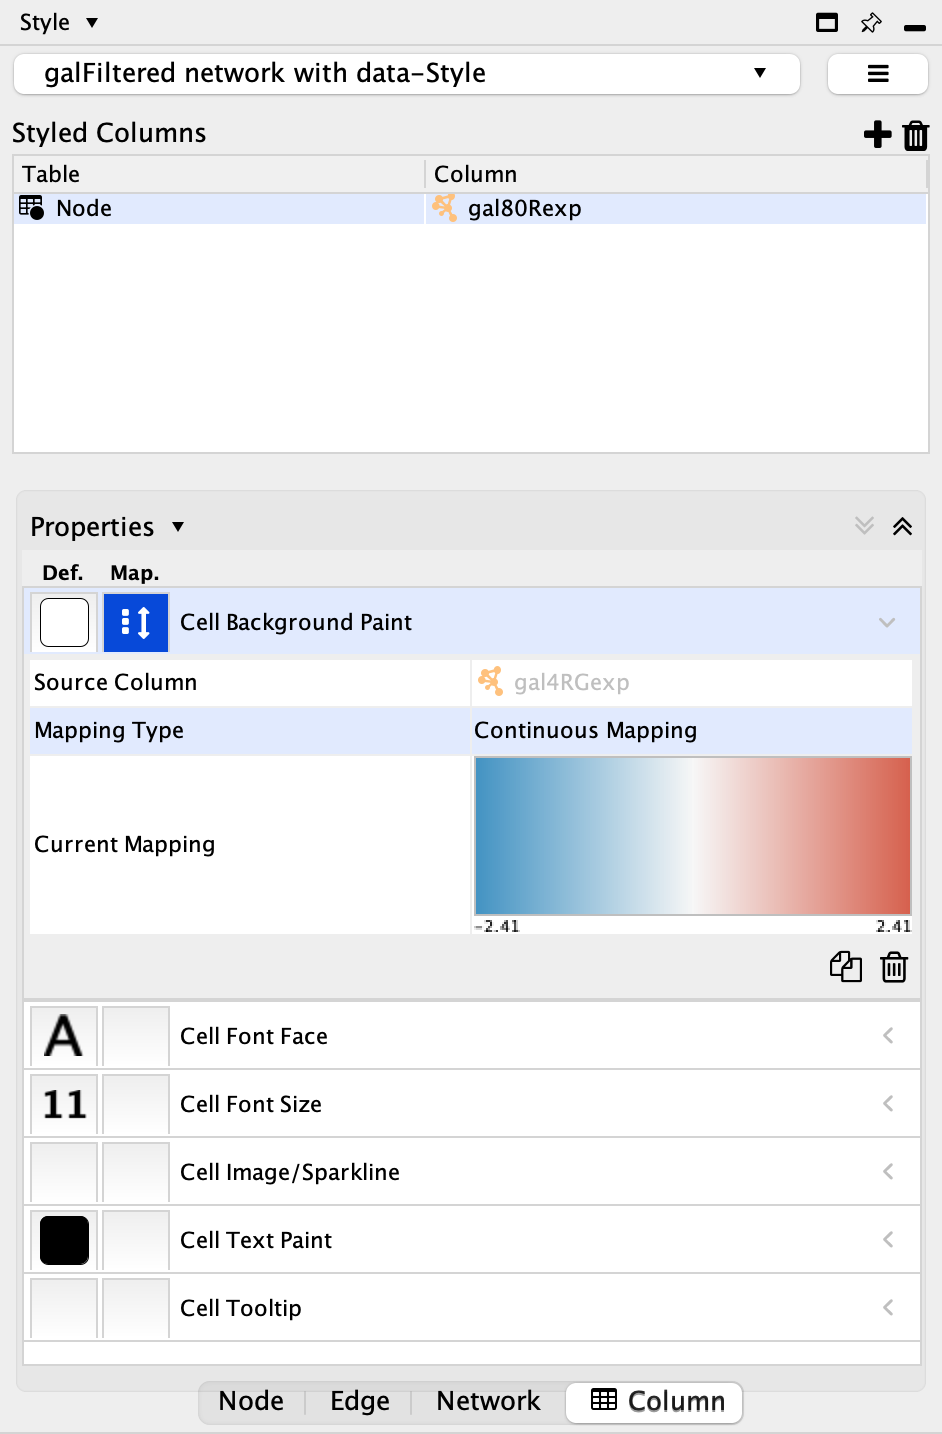 Style
galFiltered network with data-Style
Styled Columns
Table Column
Node gal80Rexp
Properties
Def. Map.
Cell Background Paint
Source Column gal4RGexp
Mapping Type Continuous Mapping
Current Mapping
-2.41 2.41
A Cell Font Face
11 Cell Font Size
Cell Image/Sparkline
Cell Text Paint
Cell Tooltip
Node Edge Network Column